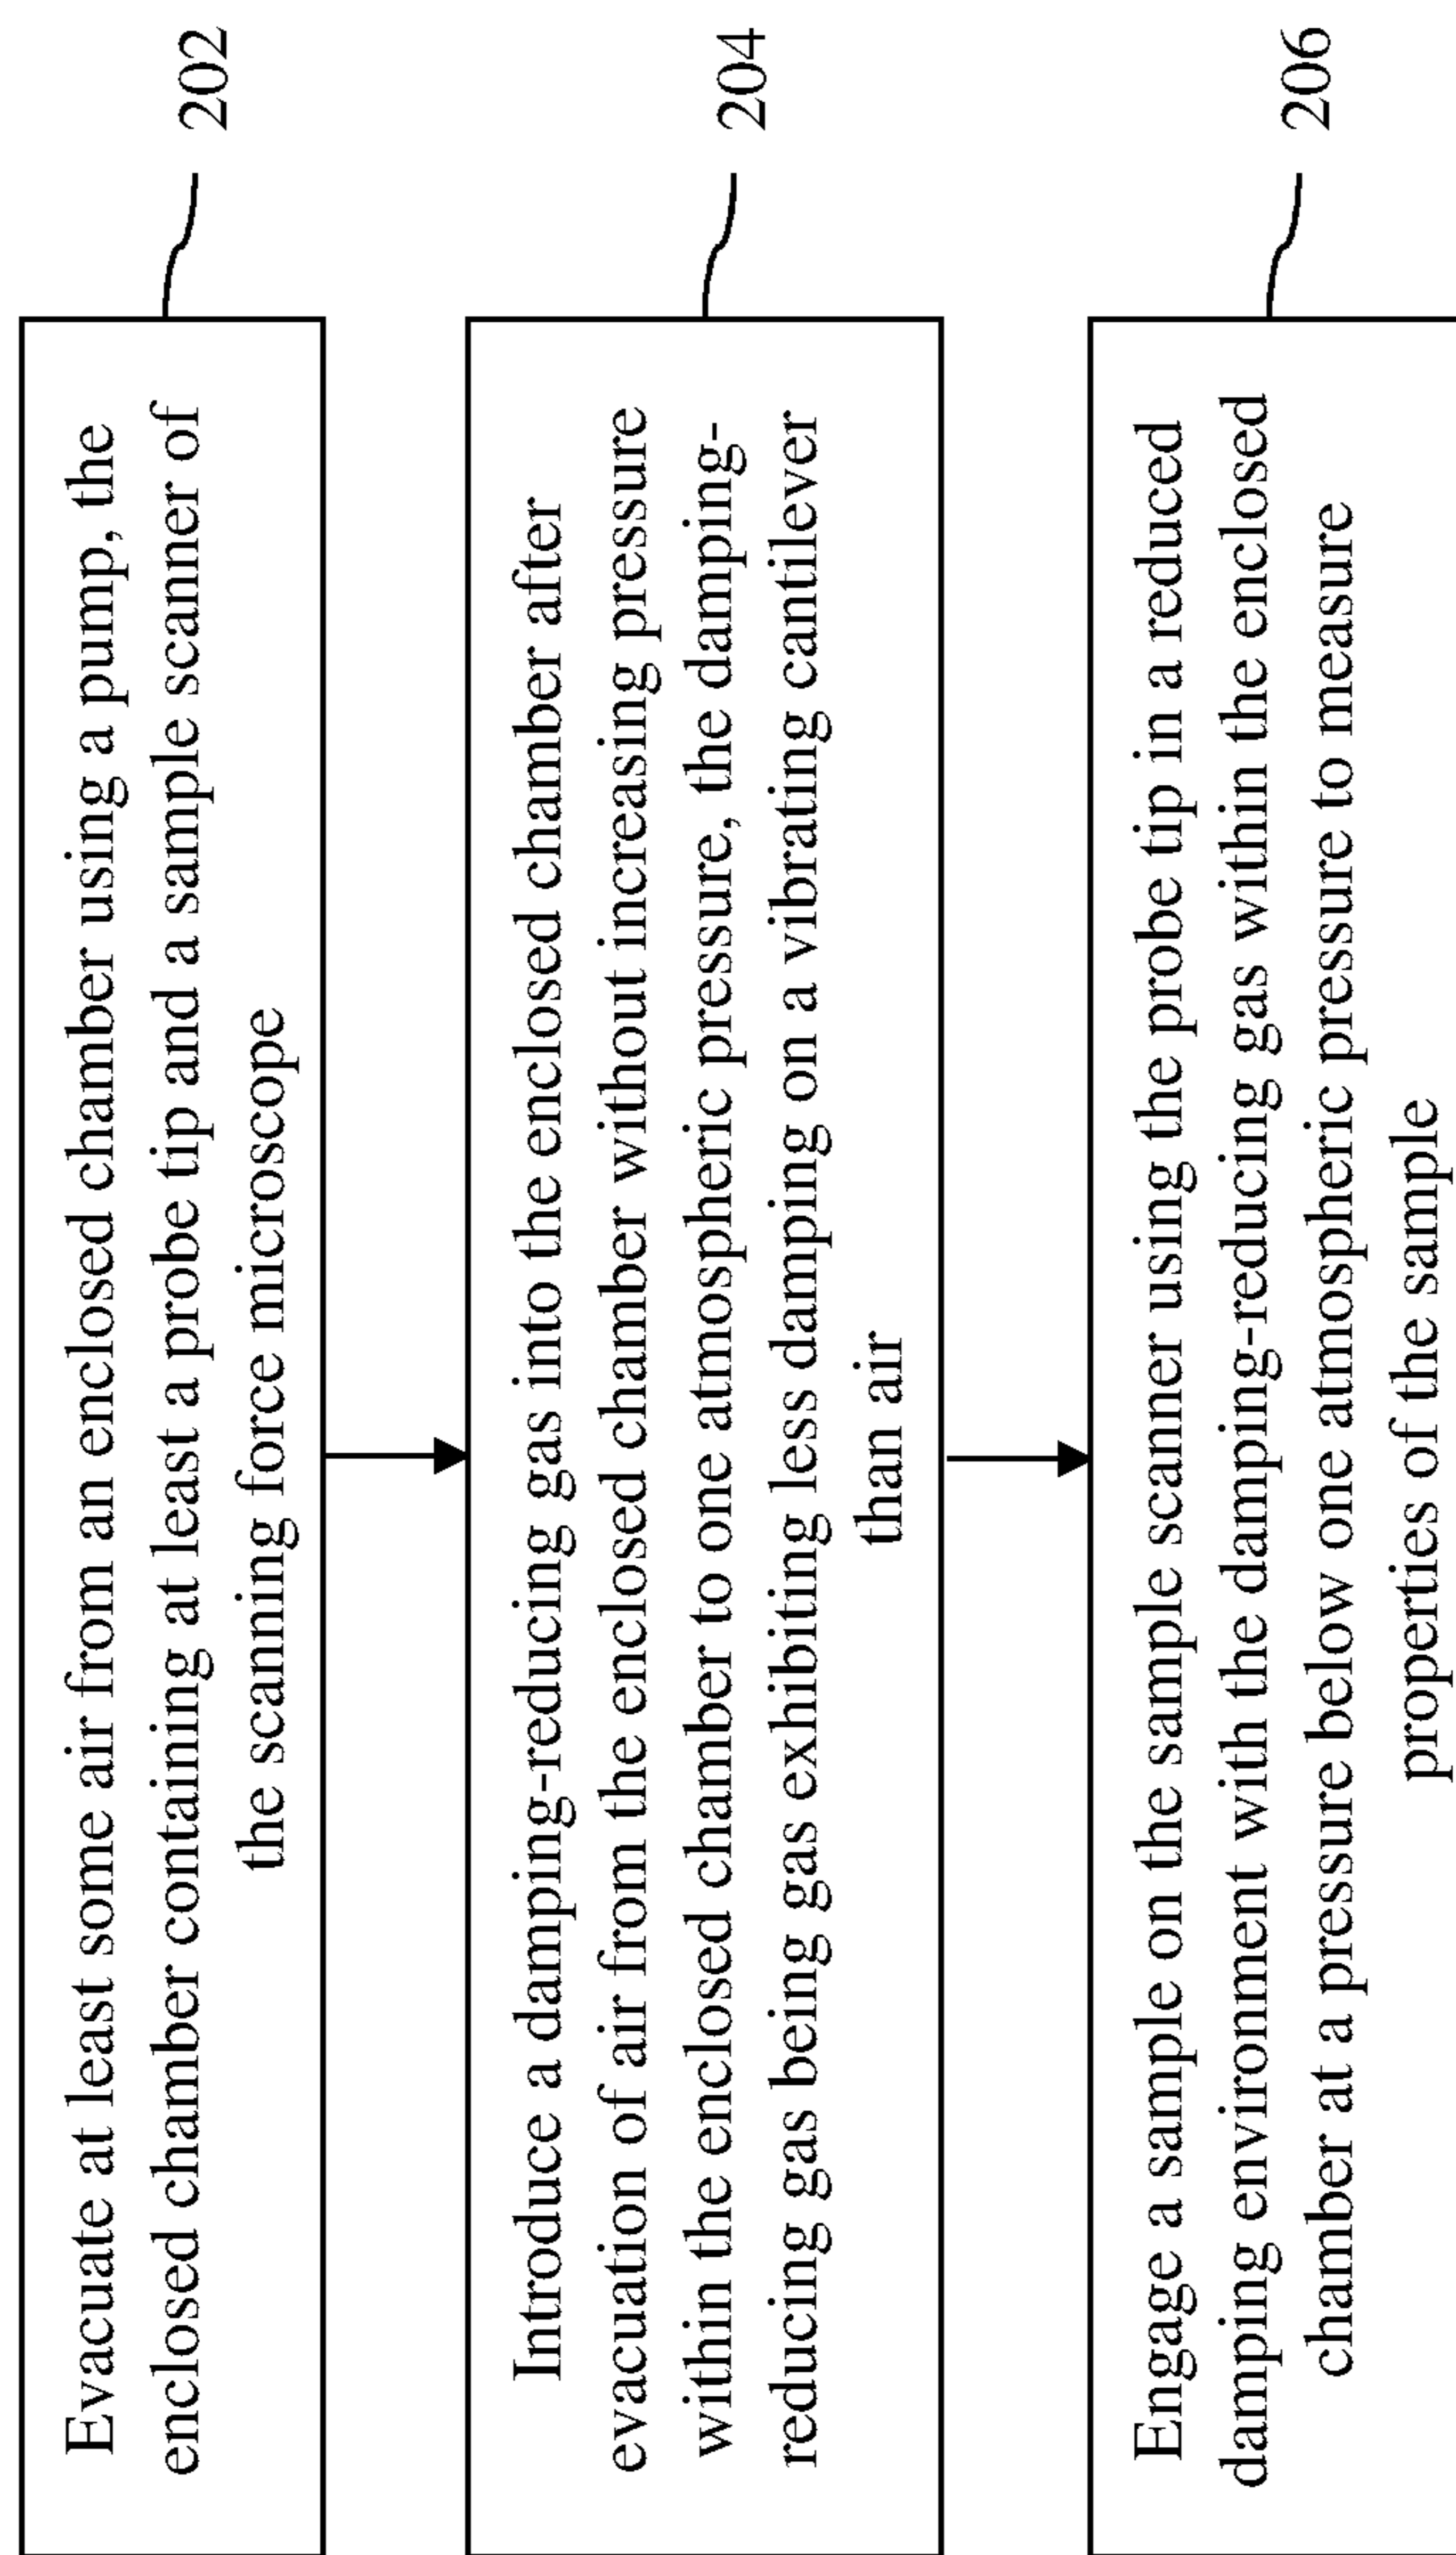 Evacuate at least some air from an enclosed chamber using a pump, the
enclosed chamber containing at least a probe tip and a sample scanner of
the scanning force microscope
202
Introduce a damping-reducing gas into the enclosed chamber after
evacuation of air from the enclosed chamber without increasing pressure
within the enclosed chamber to one atmospheric pressure, the damping-
reducing gas being gas exhibiting less damping on a vibrating cantilever
than air
204
Engage a sample on the sample scanner using the probe tip in a reduced
damping environment with the damping-reducing gas within the enclosed
chamber at a pressure below one atmospheric pressure to measure
properties of the sample
206